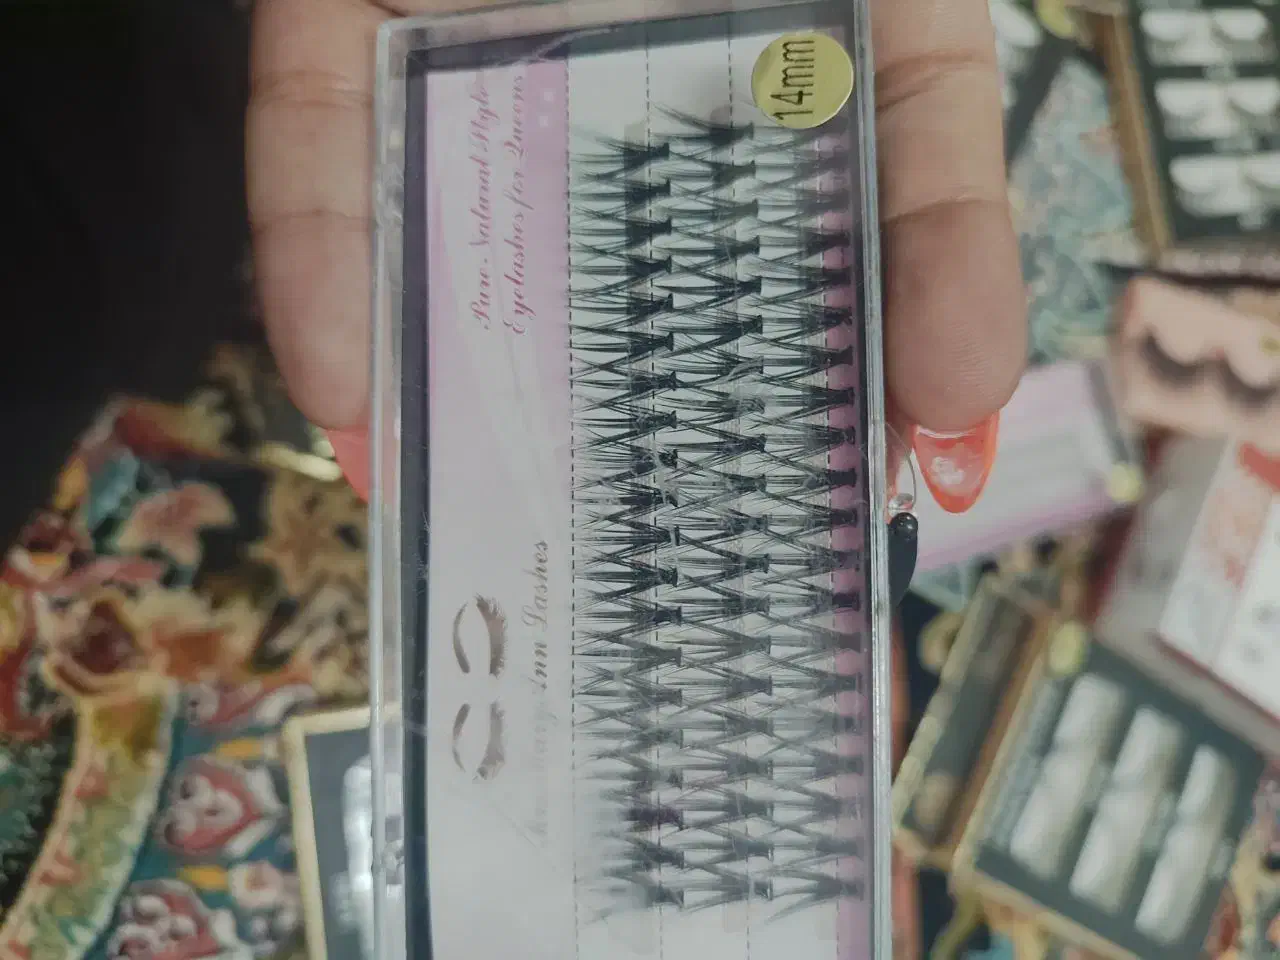 Pure Natural Style
Eyelashes for Queens
14mm
Lashes